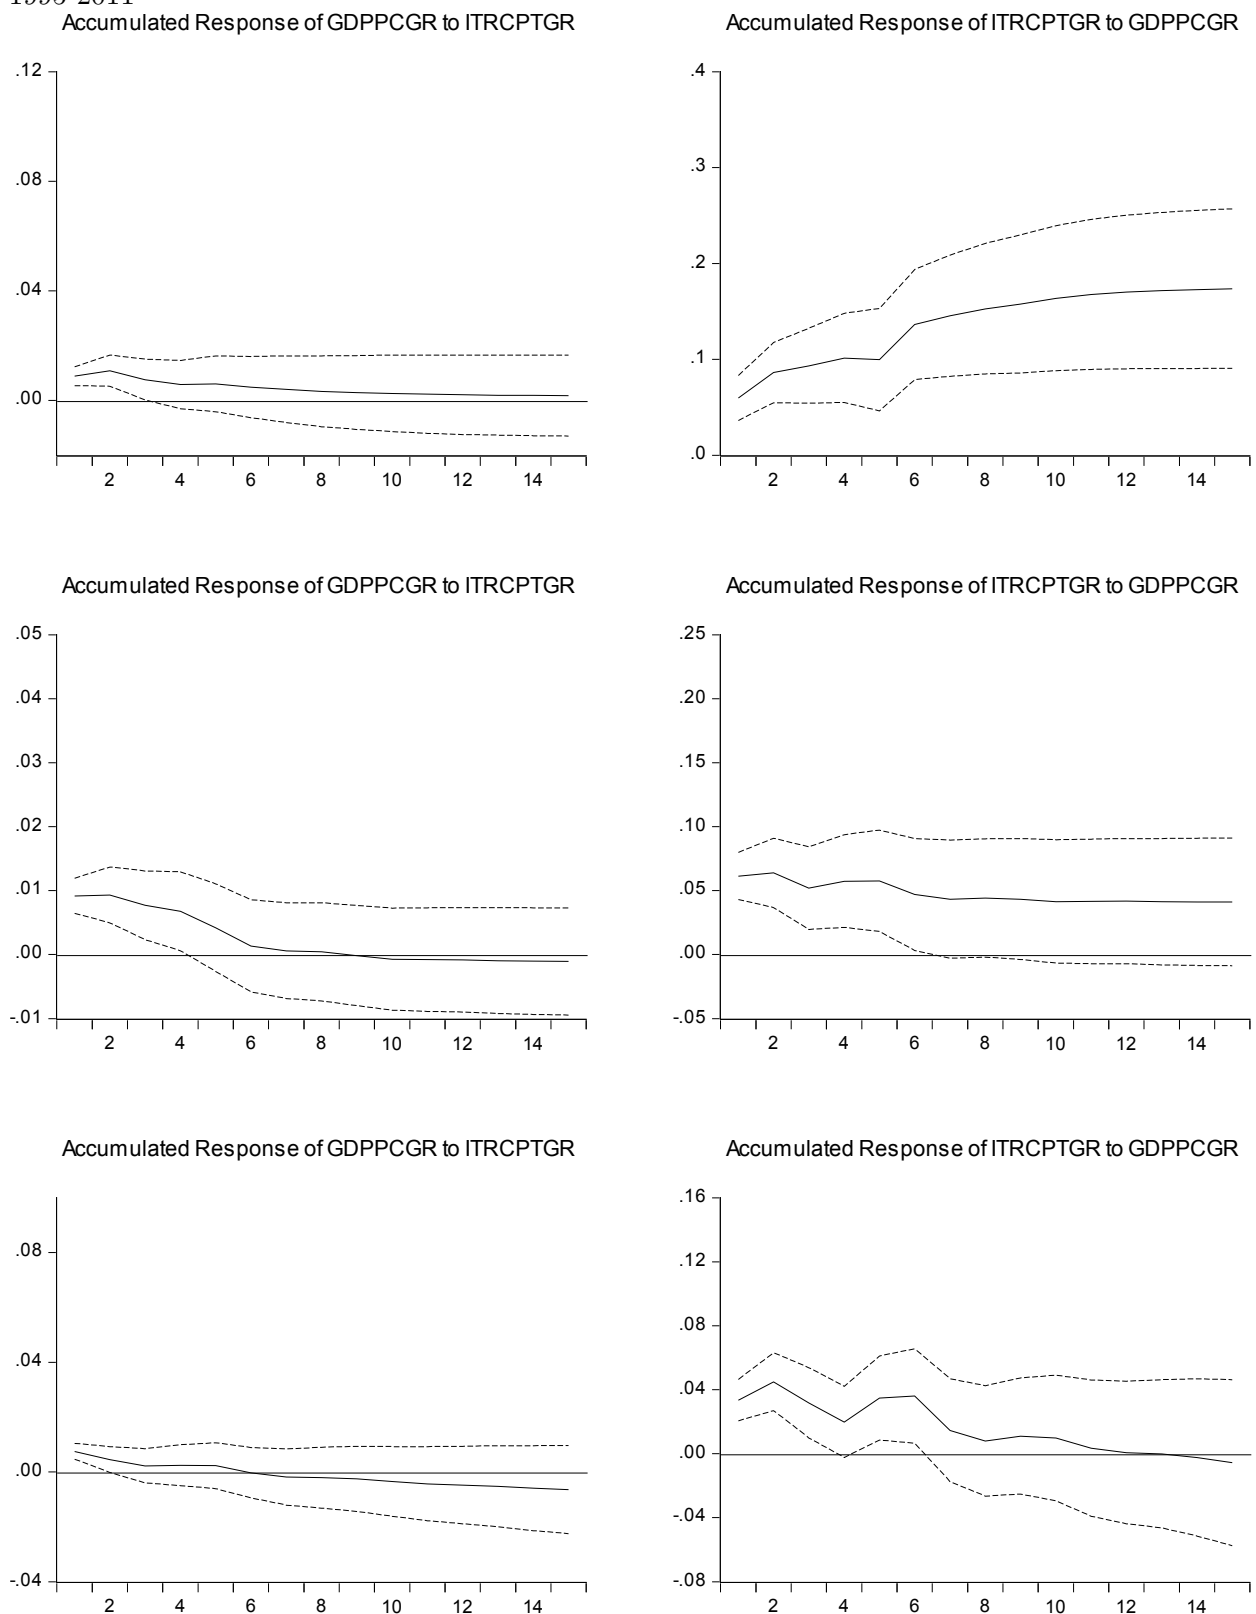 Accumulated Response of GDPPCGR to ITRCPTGR
.12
.08
.04
.00
2 4 6 8 10 12 14
Accumulated Response of ITRCPTGR to GDPPCGR
.4
.3
.2
.1
.0
2 4 6 8 10 12 14
Accumulated Response of GDPPCGR to ITRCPTGR
.05
.04
.03
.02
.01
.00
-.01
2 4 6 8 10 12 14
Accumulated Response of ITRCPTGR to GDPPCGR
.25
.20
.15
.10
.05
.00
-.05
2 4 6 8 10 12 14
Accumulated Response of GDPPCGR to ITRCPTGR
.08
.04
.00
-.04
2 4 6 8 10 12 14
Accumulated Response of ITRCPTGR to GDPPCGR
.16
.12
.08
.04
.00
-.04
-.08
2 4 6 8 10 12 14